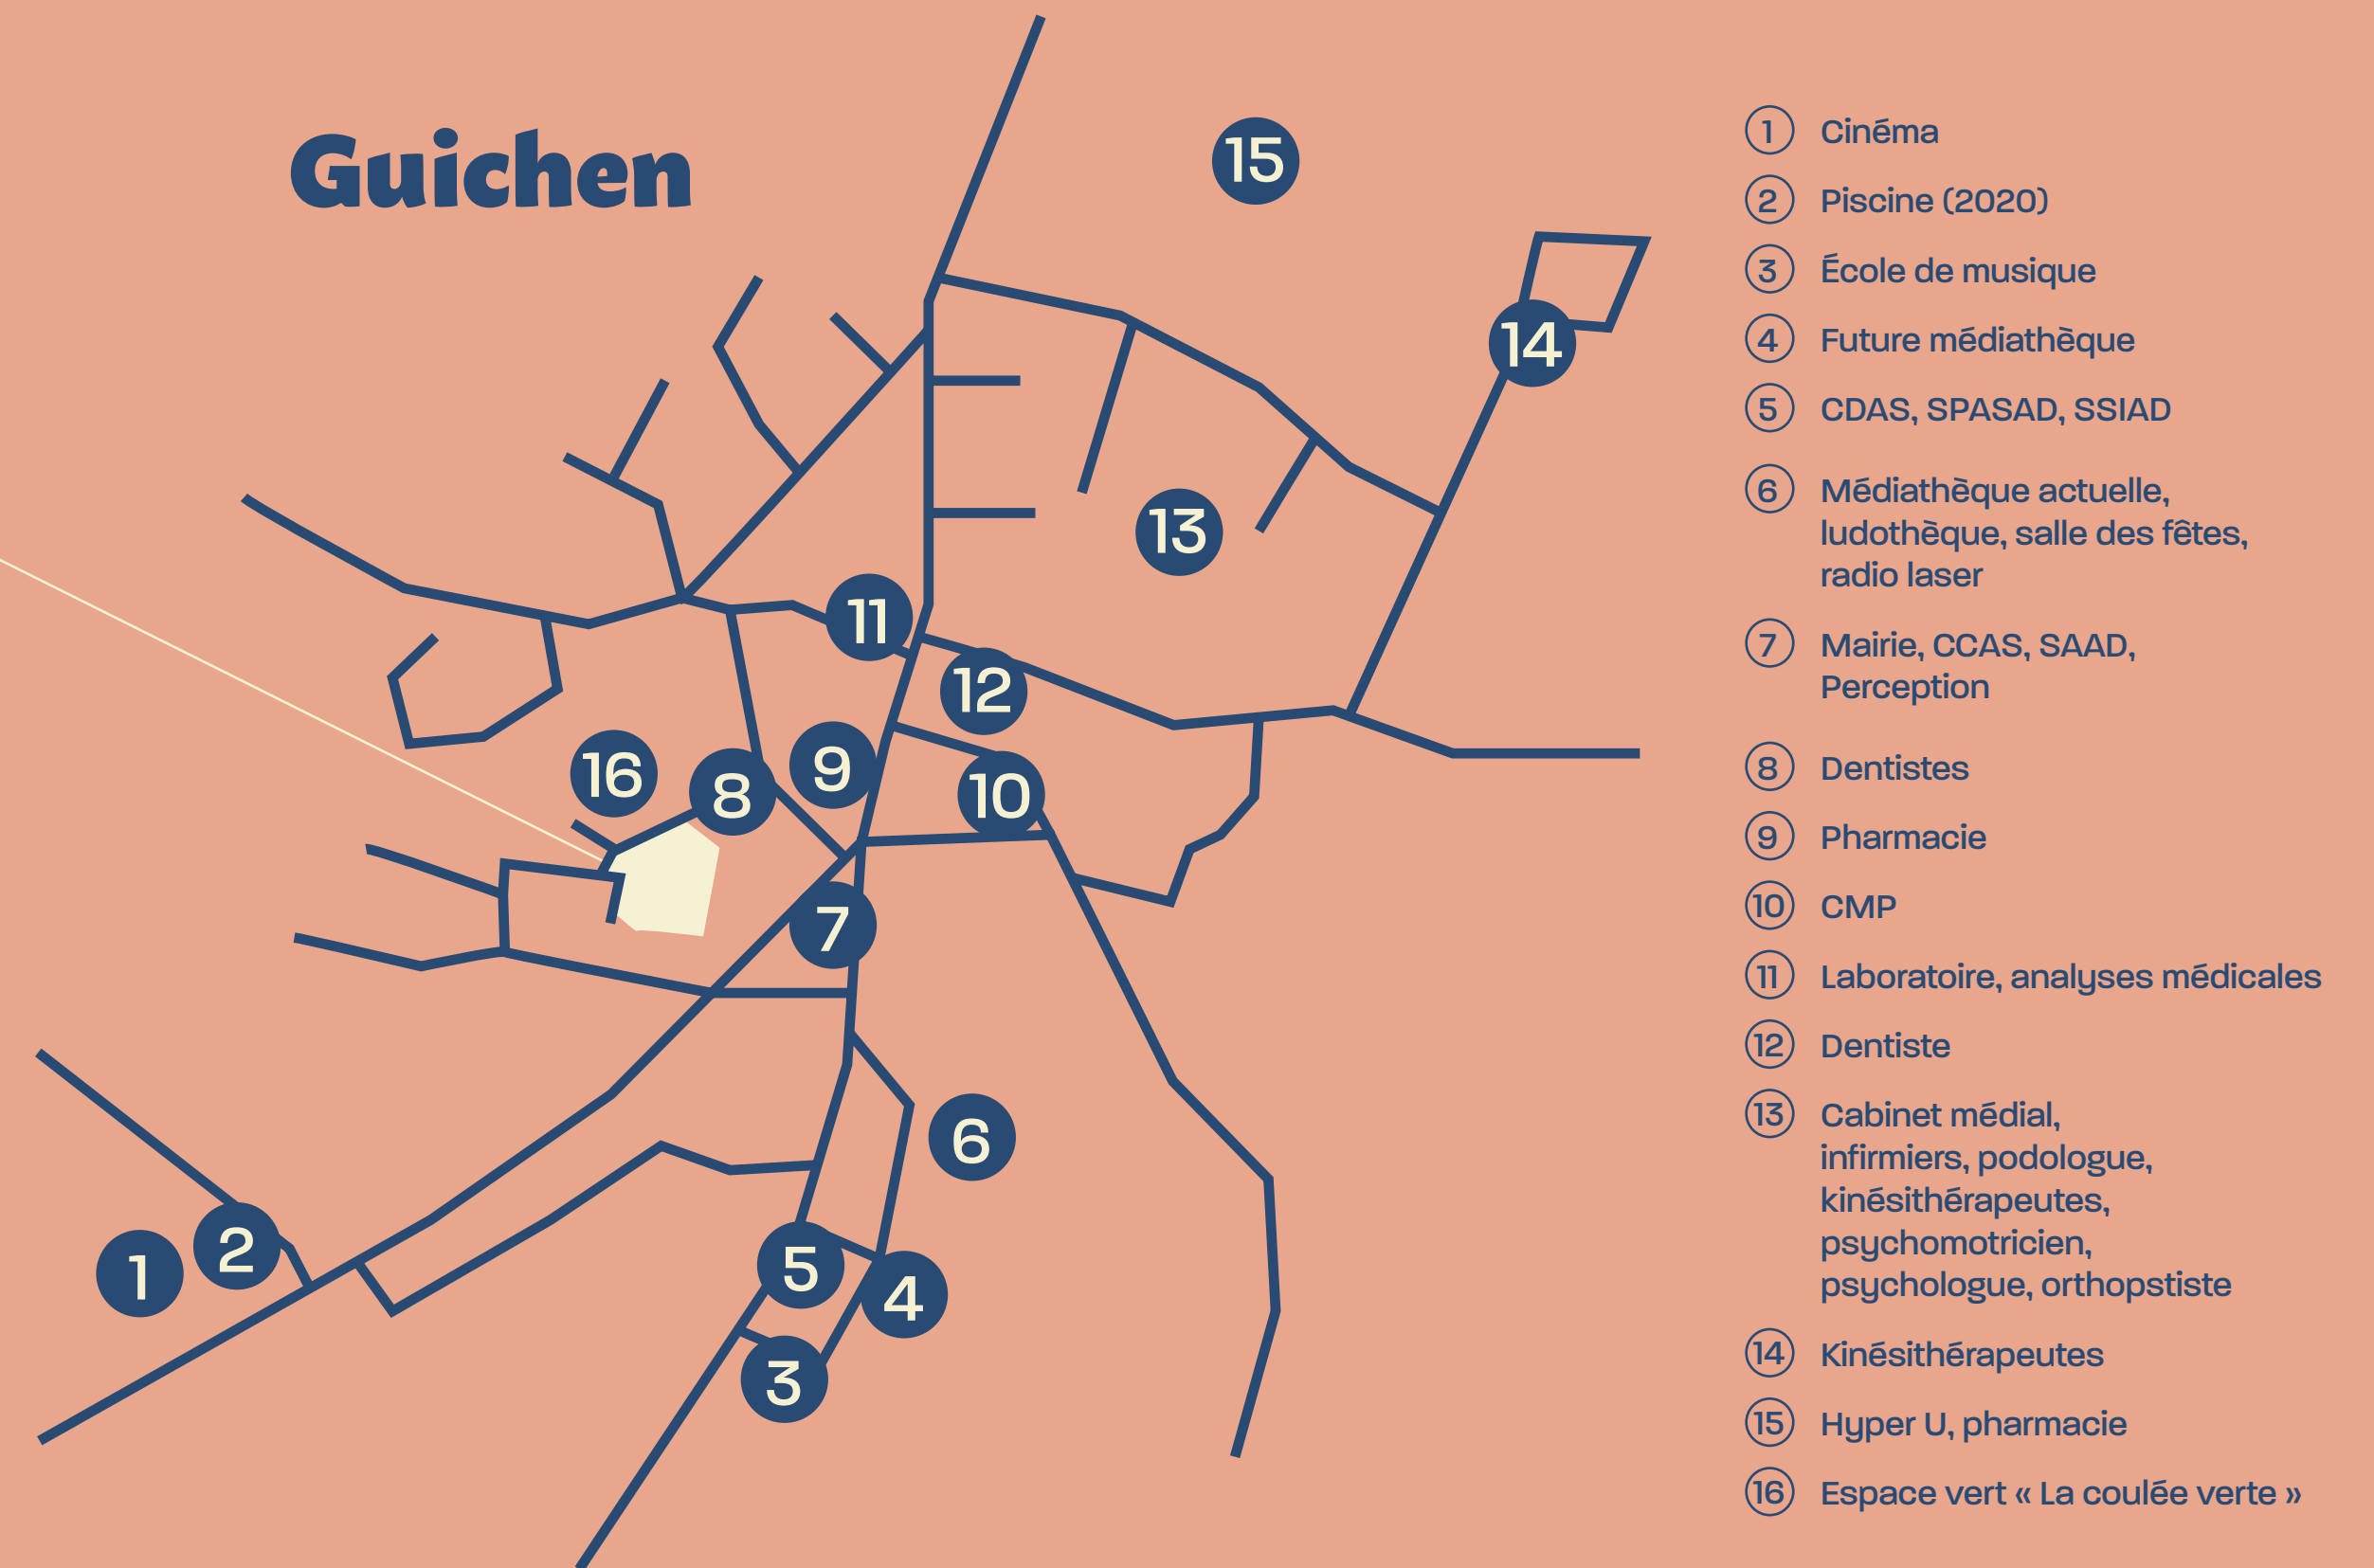 Guichen
15
14
13
11
12
16
8
9
10
7
6
1
2
5
4
3
1 Cinéma
2 Piscine (2020)
3 École de musique
4 Future médiathèque
5 CDAS, SPASAD, SSIAD
6 Médiathèque actuelle,
ludothèque, salle des fêtes,
radio laser
7 Mairie, CCAS, SAAD,
Perception
8 Dentistes
9 Pharmacie
10 CMP
11 Laboratoire, analyses médicales
12 Dentiste
13 Cabinet médial,
infirmiers, podologue,
kinésithérapeutes,
psychomotricien,
psychologue, orthopstiste
14 Kinésithérapeutes
15 Hyper U, pharmacie
16 Espace vert « La coulée verte »